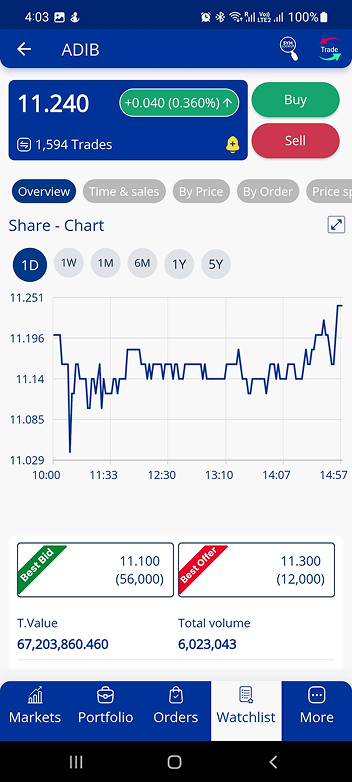 4:03 100%
ADIB
SYM
Trade
11.240
+0.040 (0.360%) ↑
Buy
1,594 Trades
Sell
Overview
Time & sales
By Price
By Order
Price sp
Share - Chart
1D
1W
1M
6M
1Y
5Y
11.251
11.196
11.14
11.085
11.029
10:00
11:33
12:30
13:10
14:07
14:57
Best Bid
11.100
(56,000)
Best Offer
11.300
(12,000)
T.Value
Total volume
67,203,860.460
6,023,043
Markets
Portfolio
Orders
Watchlist
More